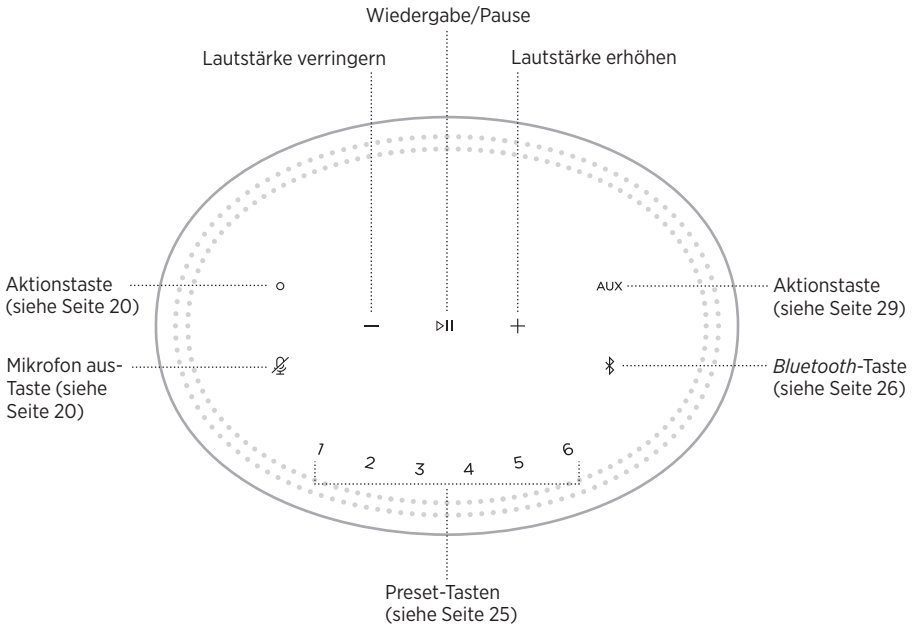 Wiedergabe/Pause
Lautstärke verringern
Lautstärke erhöhen
Aktionstaste
(siehe Seite 20)
AUX
Aktionstaste
(siehe Seite 29)
Mikrofon aus-
Taste (siehe
Seite 20)
Bluetooth-Taste
(siehe Seite 26)
1 2 3 4 5 6
Preset-Tasten
(siehe Seite 25)